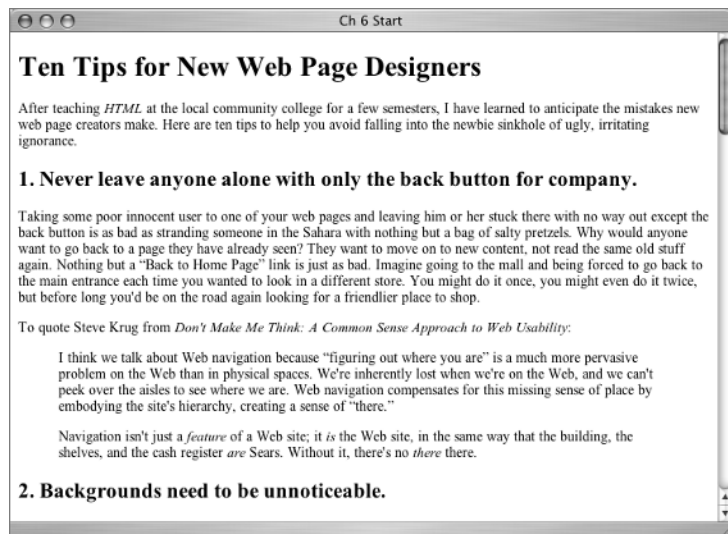 Ch 6 Start
Ten Tips for New Web Page Designers
After teaching HTML at the local community college for a few semesters, I have learned to anticipate the mistakes new
web page creators make. Here are ten tips to help you avoid falling into the newbie sinkhole of ugly, irritating
ignorance.
1. Never leave anyone alone with only the back button for company.
Taking some poor innocent user to one of your web pages and leaving him or her stuck there with no way out except the
back button is as bad as stranding someone in the Sahara with nothing but a bag of salty pretzels. Why would anyone
want to go back to a page they have already seen? They want to move on to new content, not read the same old stuff
again. Nothing but a “Back to Home Page” link is just as bad. Imagine going to the mall and being forced to go back to
the main entrance each time you wanted to look in a different store. You might do it once, you might even do it twice,
but before long you'd be on the road again looking for a friendlier place to shop.
To quote Steve Krug from Don't Make Me Think: A Common Sense Approach to Web Usability:
I think we talk about Web navigation because “figuring out where you are” is a much more pervasive
problem on the Web than in physical spaces. We're inherently lost when we're on the Web, and we can't
peek over the aisles to see where we are. Web navigation compensates for this missing sense of place by
embodying the site's hierarchy, creating a sense of “there.”
Navigation isn't just a feature of a Web site; it is the Web site, in the same way that the building, the
shelves, and the cash register are Sears. Without it, there's no there there.
2. Backgrounds need to be unnoticeable.